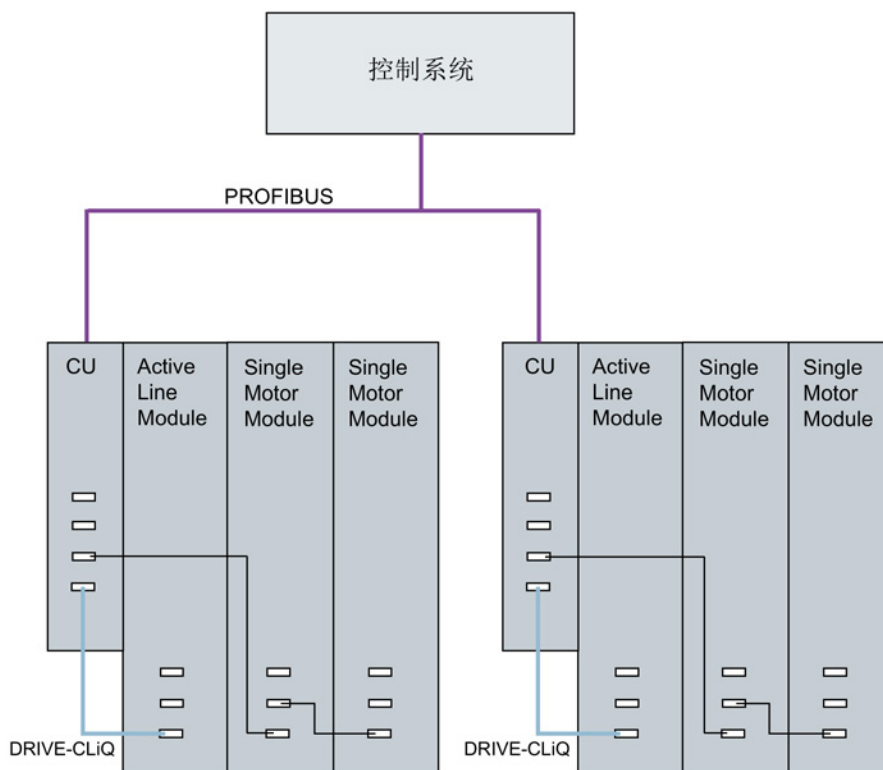 控制系统
PROFIBUS
CU
Active
Line
Module
Single
Motor
Module
Single
Motor
Module
CU
Active
Line
Module
Single
Motor
Module
Single
Motor
Module
DRIVE-CLiQ
DRIVE-CLiQ